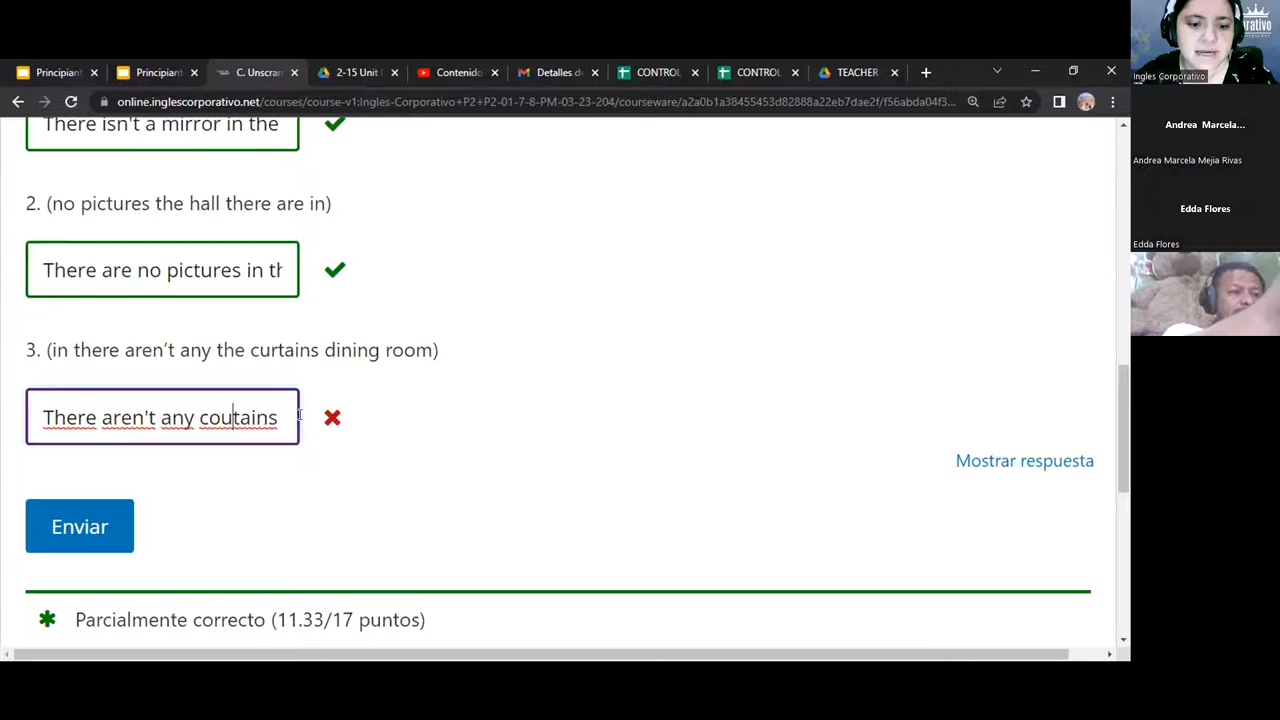 Principiant
Principiant
C. Unscran
2-15 Unit
Contenido
Detalles d
CONTROL
CONTROL
TEACHER
online.inglescorporativo.net/courses/course-v1:Ingles-Corporativo+P2+P2-01-7-8-PM-03-23-204/courseware/a2a0b1a38455453d82888a22eb7dae2f/f56abda04f3...
There isn't a mirror in the
2. (no pictures the hall there are in)
There are no pictures in th
3. (in there aren't any the curtains dining room)
There aren't any coutains
Mostrar respuesta
Enviar
Parcialmente correcto (11.33/17 puntos)
Ingles Corporativo
Andrea Marcela...
Andrea Marcela Mejia Rivas
Edda Flores
Edda Flores